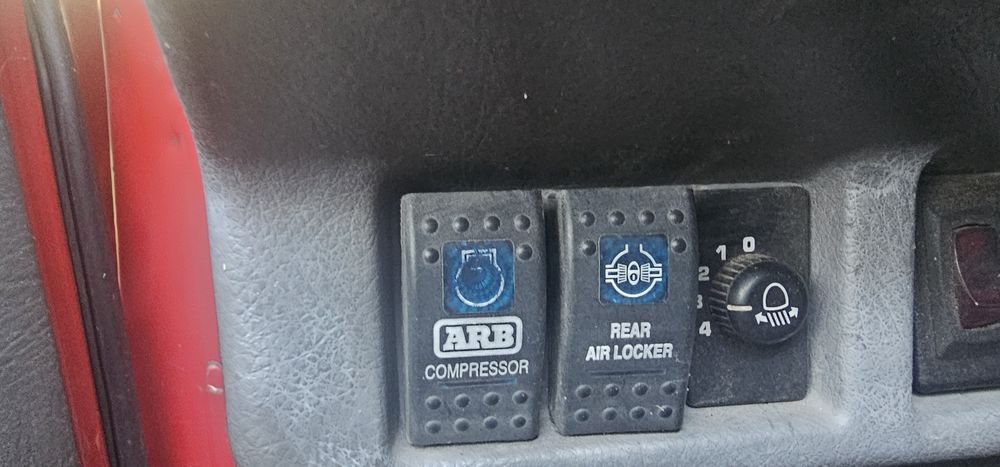 ARB
COMPRESSOR
REAR
AIR LOCKER
0
1
2
3
4